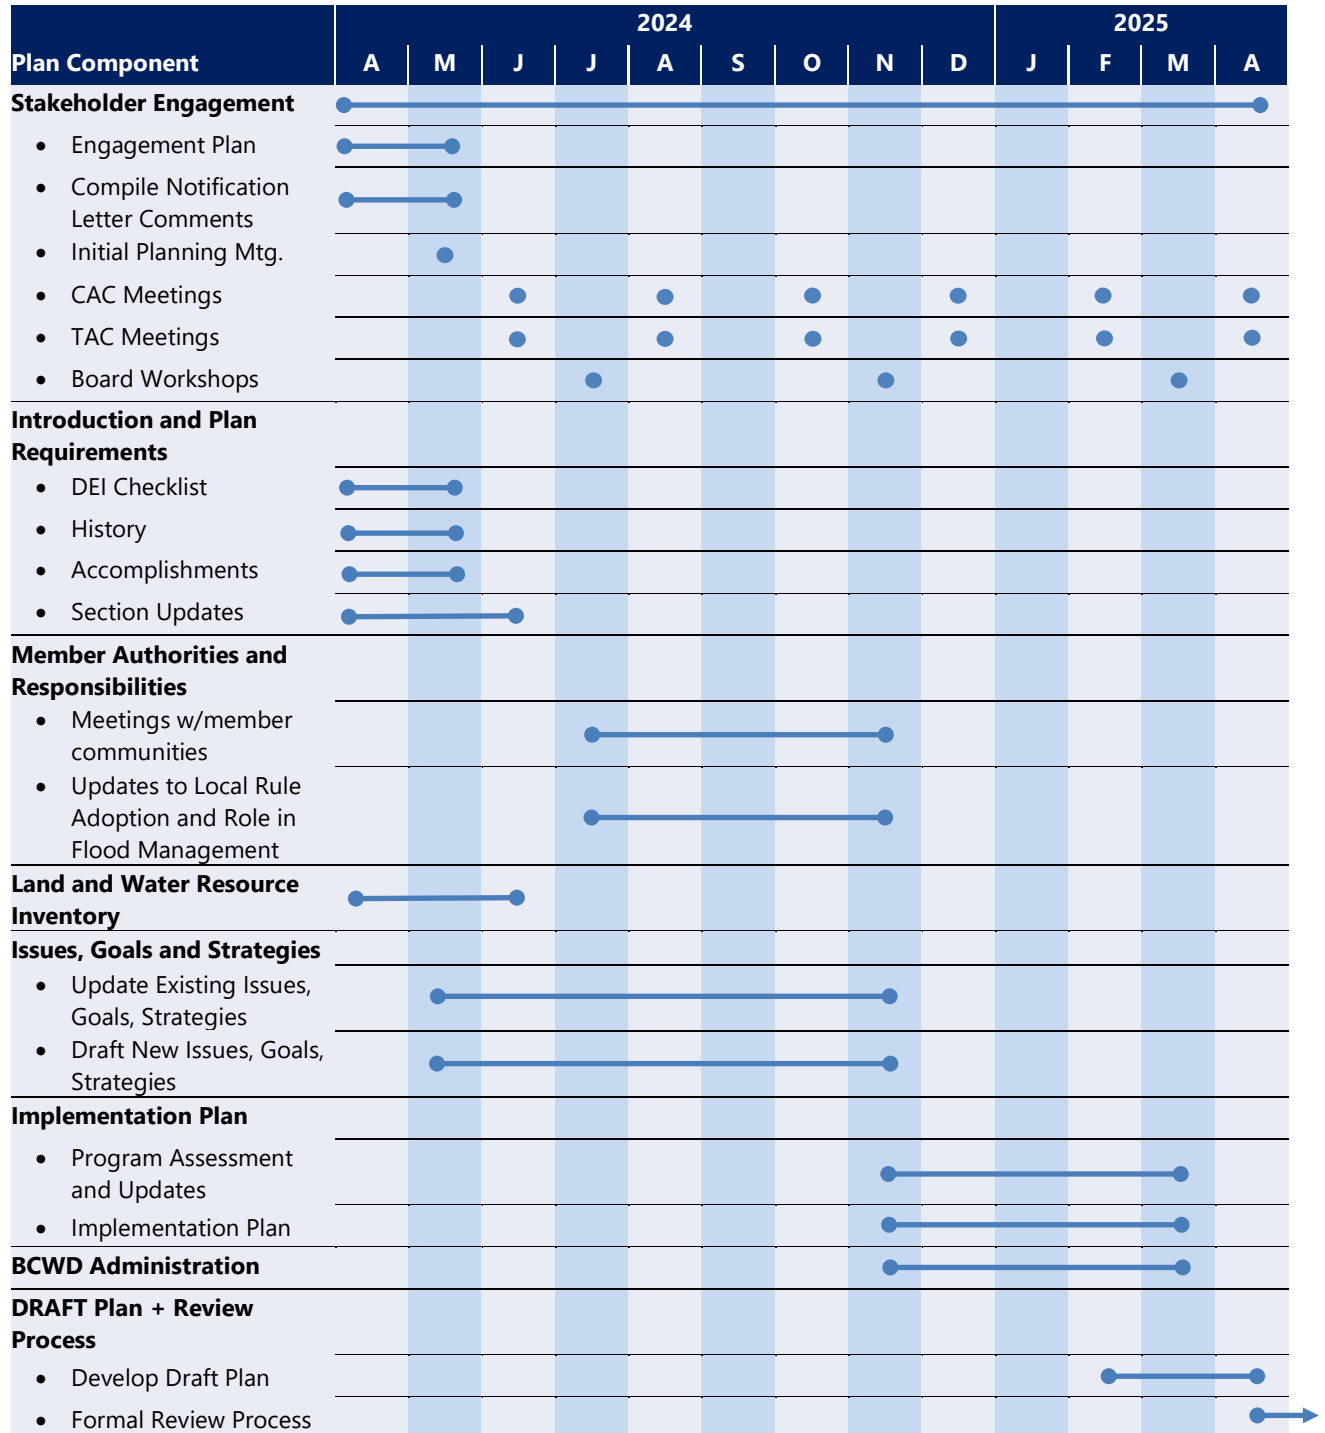 2024 2025
Plan Component A M J J A S O N D J F M A
Stakeholder Engagement
• Engagement Plan
• Compile Notification
Letter Comments
• Initial Planning Mtg.
• CAC Meetings
• TAC Meetings
• Board Workshops
Introduction and Plan
Requirements
• DEI Checklist
• History
• Accomplishments
• Section Updates
Member Authorities and
Responsibilities
• Meetings w/member
communities
• Updates to Local Rule
Adoption and Role in
Flood Management
Land and Water Resource
Inventory
Issues, Goals and Strategies
• Update Existing Issues,
Goals, Strategies
• Draft New Issues, Goals,
Strategies
Implementation Plan
• Program Assessment
and Updates
• Implementation Plan
BCWD Administration
DRAFT Plan + Review
Process
• Develop Draft Plan
• Formal Review Process